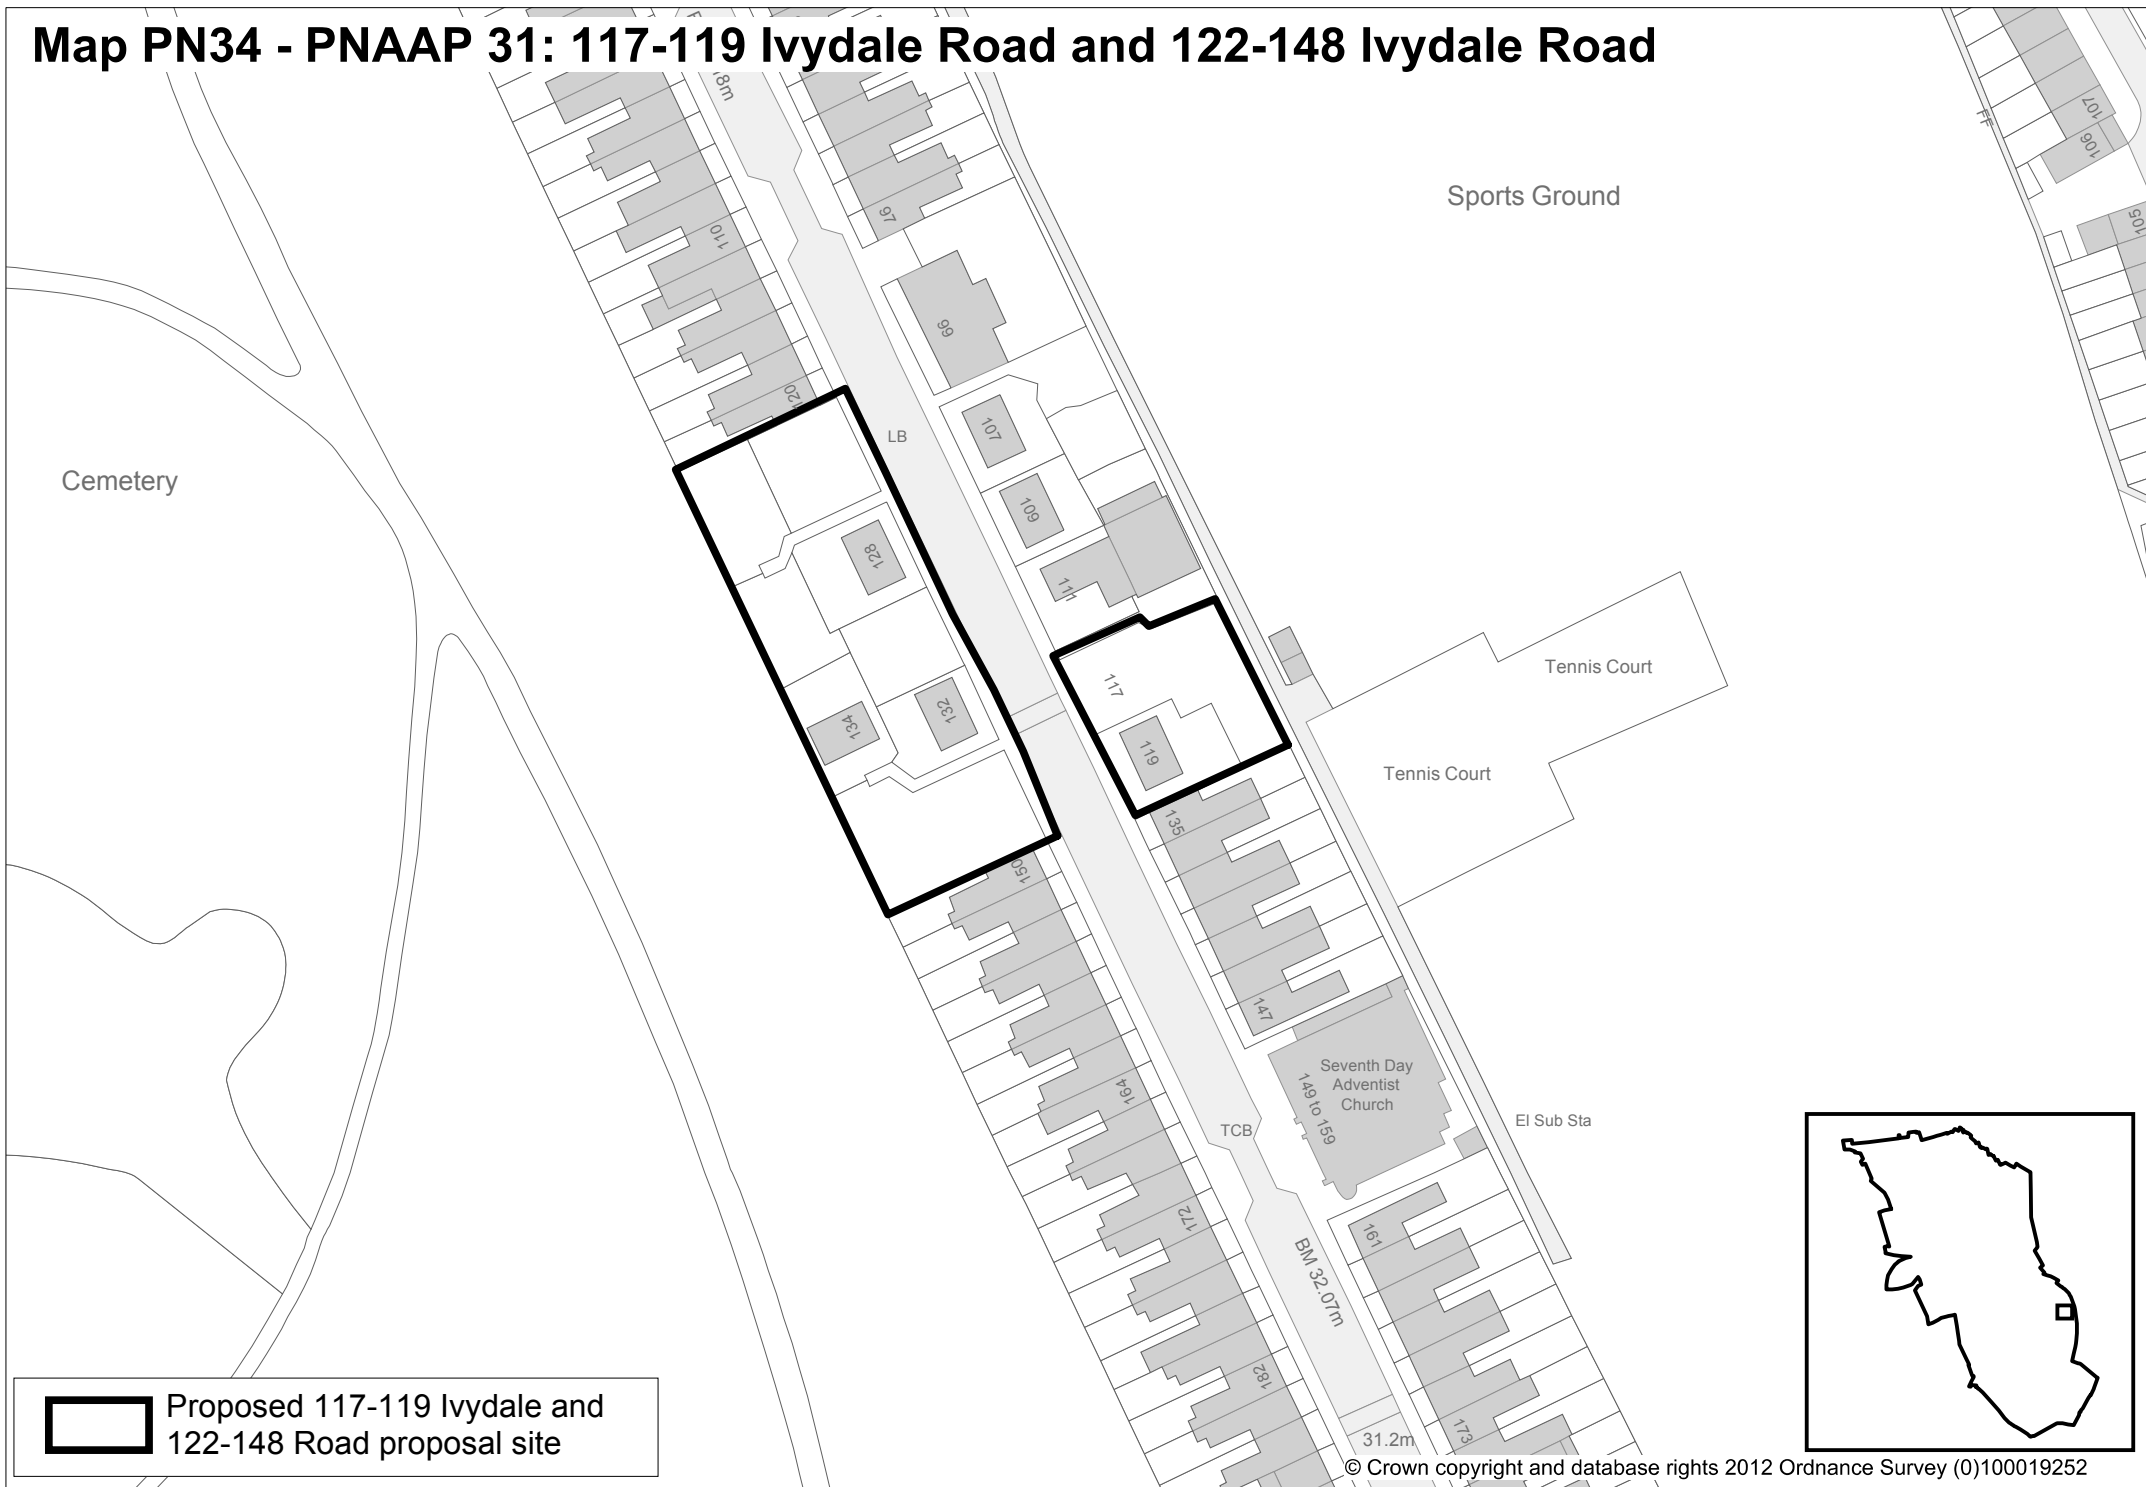 Map PN34 - PNAAP 31: 117-119 Ivydale Road and 122-148 Ivydale Road
8m
FF
107
106
105
Sports Ground
97
110
99
120
LB
107
Cemetery
109
128
111
117
Tennis Court
132
134
119
Tennis Court
135
150
147
Seventh Day
Adventist
Church
149 to 159
164
El Sub Sta
TCB
172
161
BM 32.07m
182
173
31.2m
Proposed 117-119 Ivydale and
122-148 Road proposal site
© Crown copyright and database rights 2012 Ordnance Survey (0)100019252